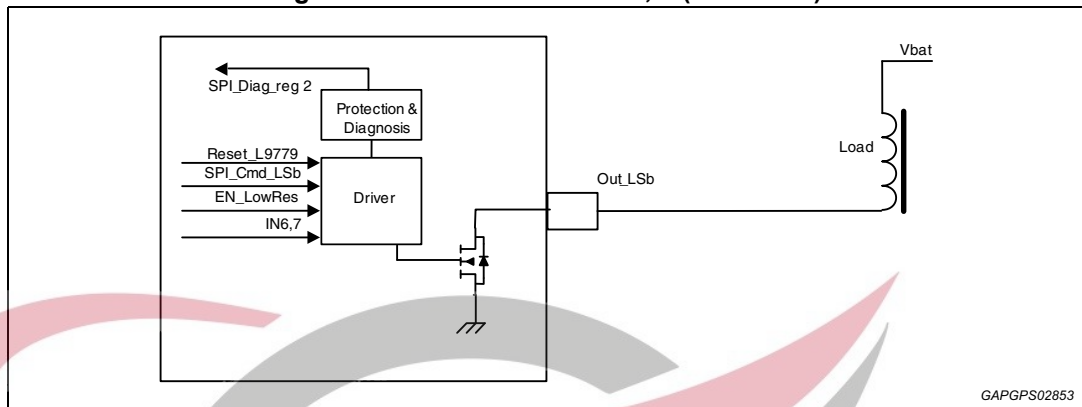 Vbat
SPI_Diag_reg 2
Protection &
Diagnosis
Load
Reset_L9779
SPI_Cmd_LSb
EN_LowRes
IN6,7
Driver
Out_LSb
GAPGPS02853